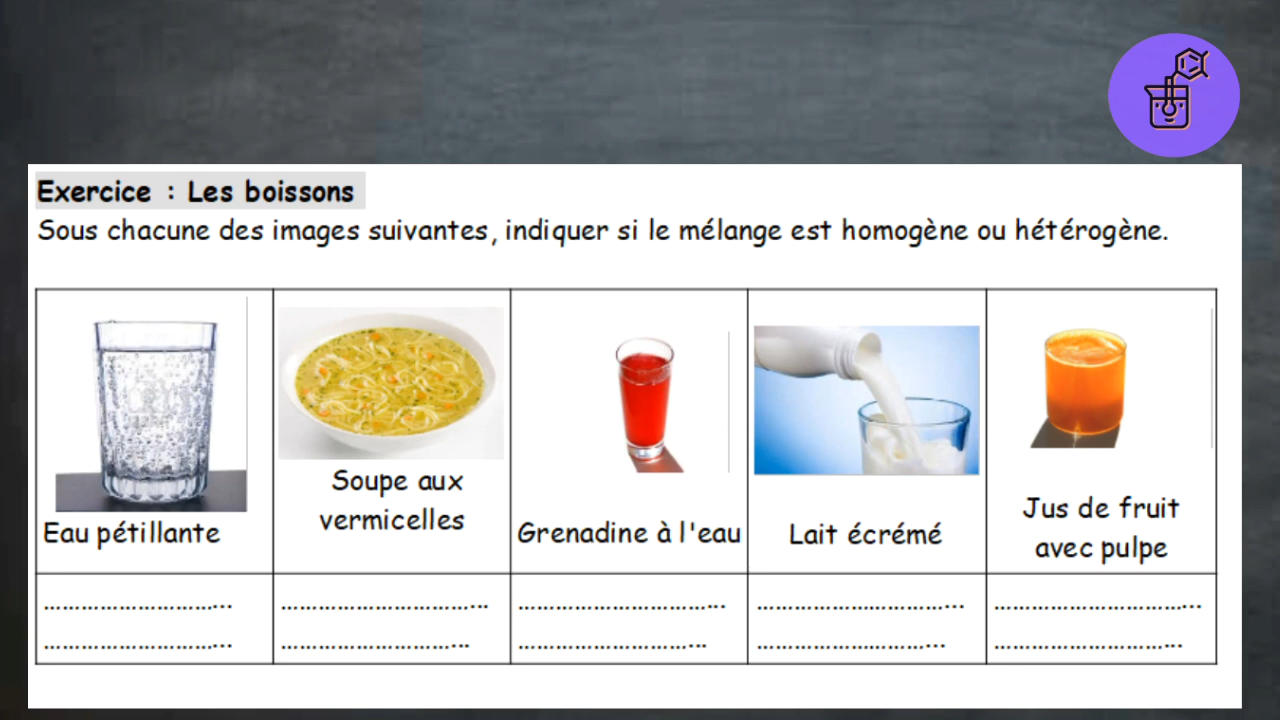 Exercice : Les boissons
Sous chacune des images suivantes, indiquer si le mélange est homogène ou hétérogène.
Eau pétillante
Soupe aux
vermicelles
Grenadine à l'eau
Lait écrémé
Jus de fruit
avec pulpe